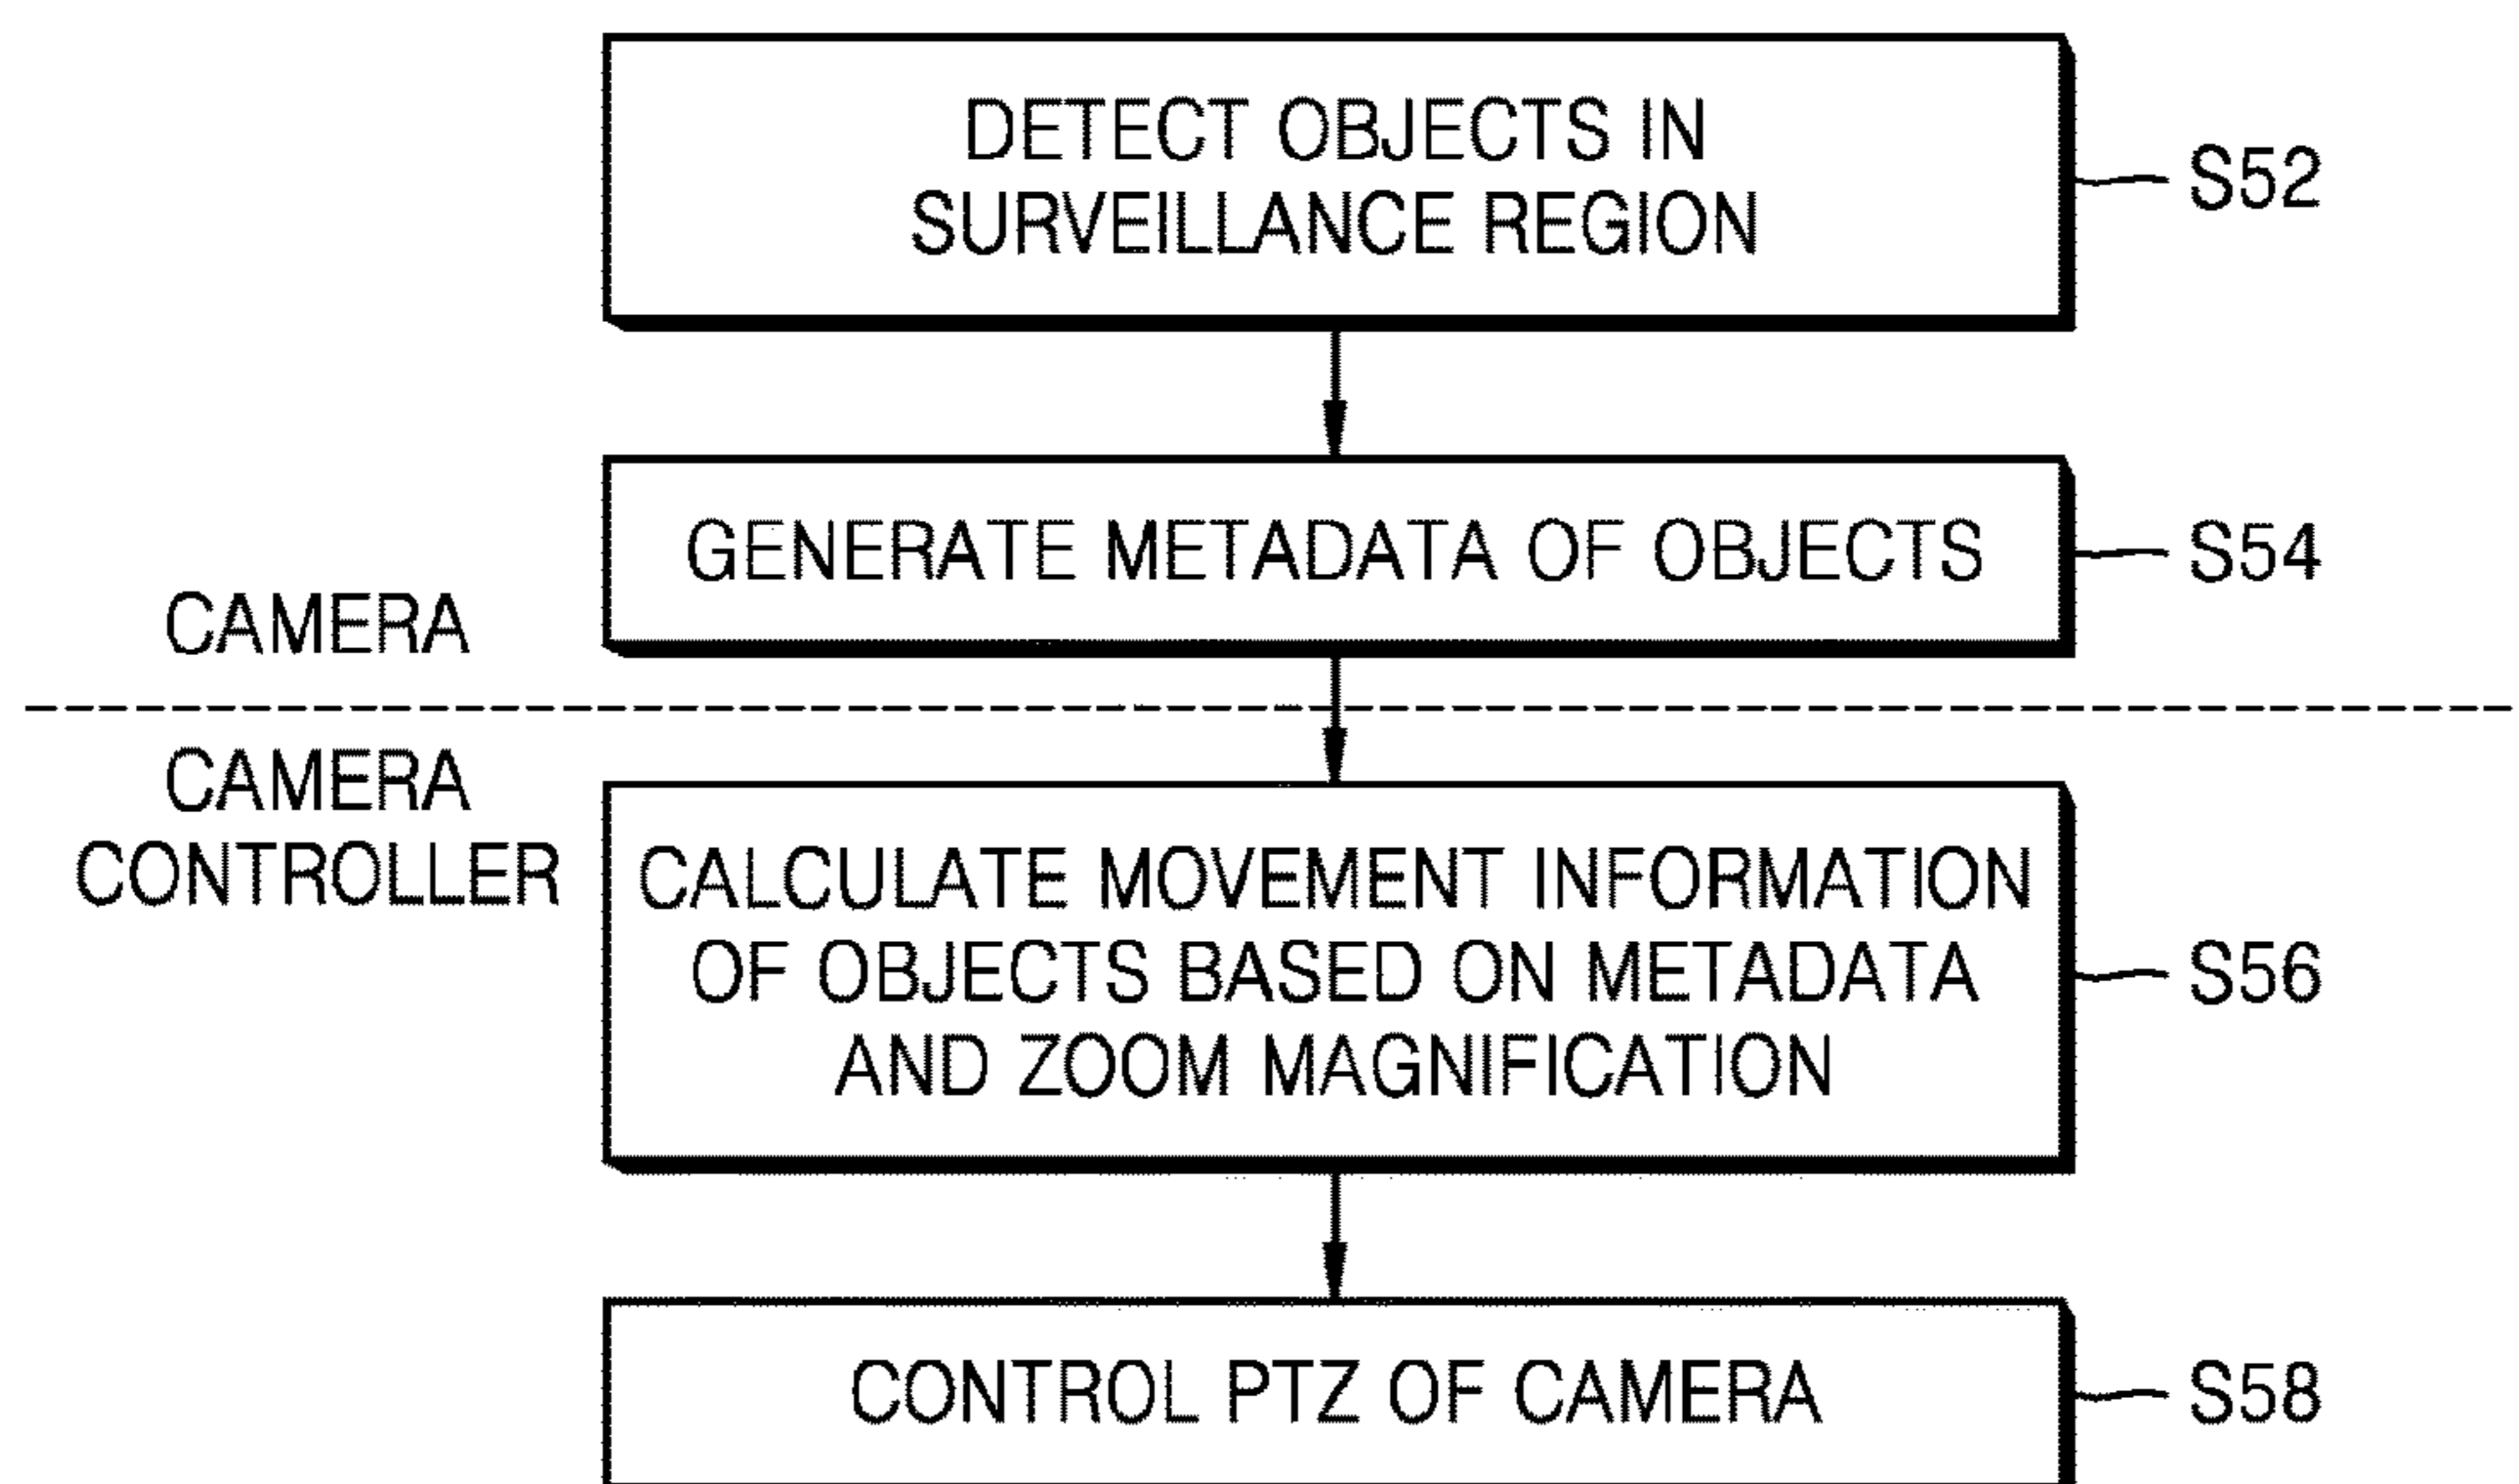 DETECT OBJECTS IN
SURVEILLANCE REGION
S52
GENERATE METADATA OF OBJECTS
S54
CAMERA
CAMERA
CONTROLLER
CALCULATE MOVEMENT INFORMATION
OF OBJECTS BASED ON METADATA
AND ZOOM MAGNIFICATION
S56
CONTROL PTZ OF CAMERA
S58